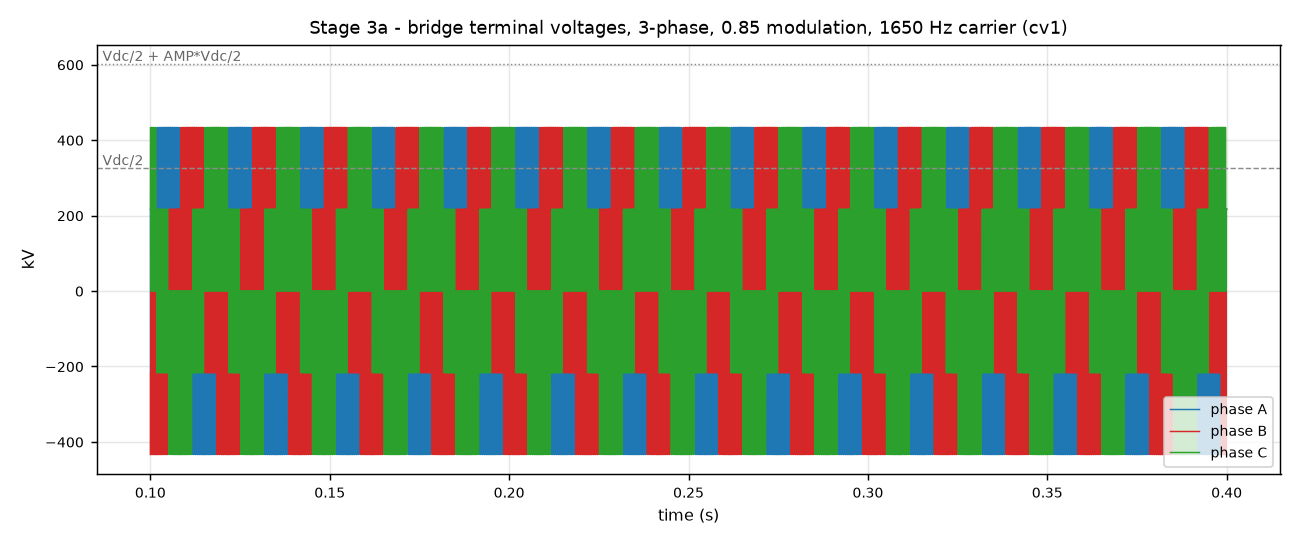 Stage 3a - bridge terminal voltages, 3-phase, 0.85 modulation, 1650 Hz carrier (cv1)
Vdc/2 + AMP*Vdc/2
600
400
Vdc/2
200
kV
0
−200
−400
phase A
phase B
phase C
0.10 0.15 0.20 0.25 0.30 0.35 0.40
time (s)